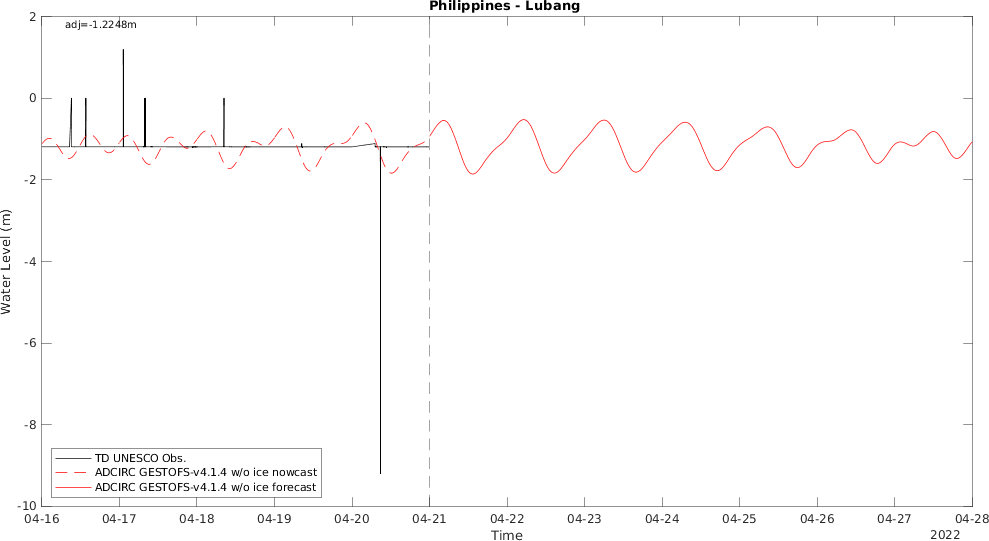 Philippines - Lubang
adj=-1.2248m
2
0
-2
-4
-6
-8
-10
Water Level (m)
TD UNESCO Obs.
ADCIRC GESTOFS-v4.1.4 w/o ice nowcast
ADCIRC GESTOFS-v4.1.4 w/o ice forecast
04-16 04-17 04-18 04-19 04-20 04-21 04-22 04-23 04-24 04-25 04-26 04-27 04-28
Time
2022